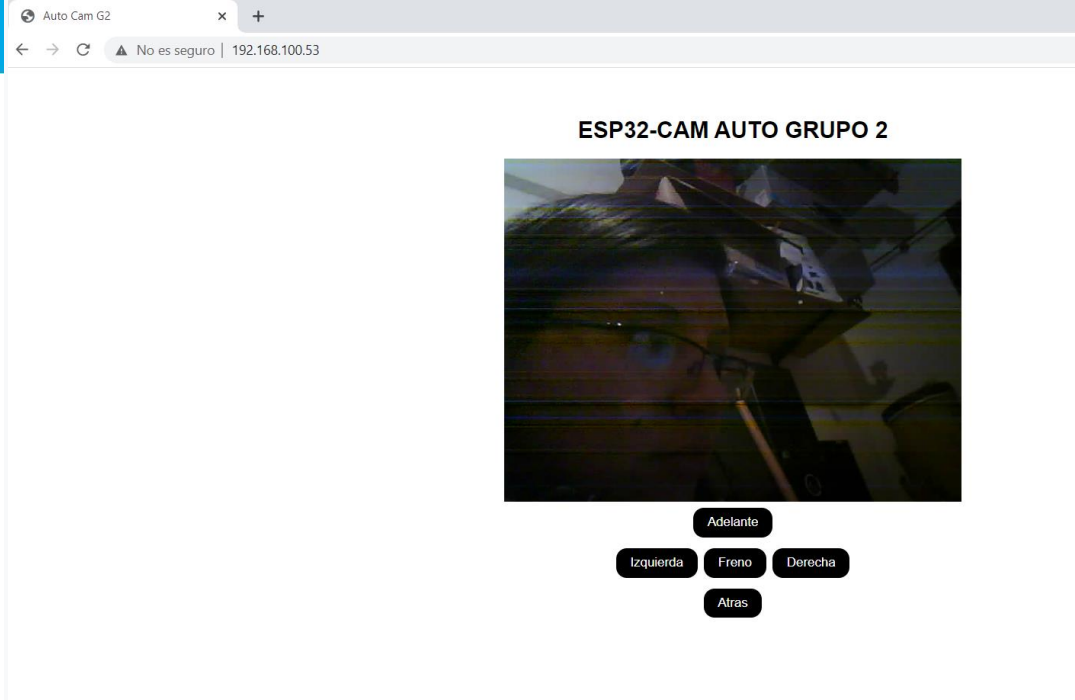 Auto Cam G2
No es seguro | 192.168.100.53
ESP32-CAM AUTO GRUPO 2
Adelante
Izquierda Freno Derecha
Atras